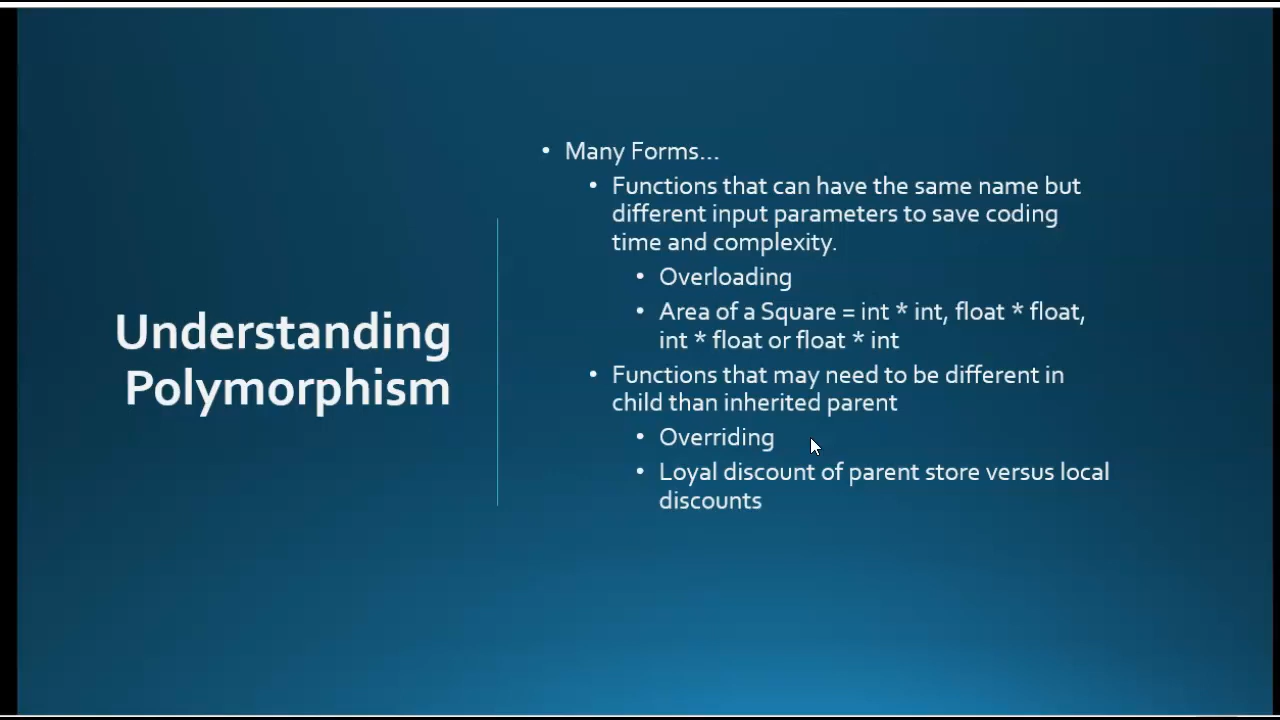 Understanding
Polymorphism
• Many Forms...
• Functions that can have the same name but
different input parameters to save coding
time and complexity.
• Overloading
• Area of a Square = int * int, float * float,
int * float or float * int
• Functions that may need to be different in
child than inherited parent
• Overriding
• Loyal discount of parent store versus local
discounts